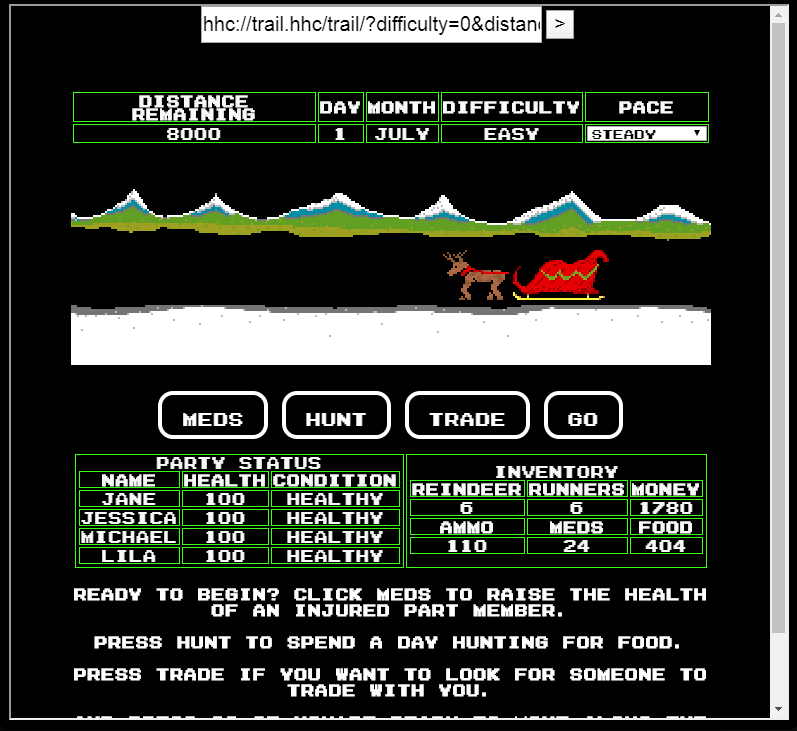 hhc://trail.hhc/trail/?difficulty=0&distan
>
DISTANCE REMAINING DAY MONTH DIFFICULTY PACE
8000 1 JULY EASY STEADY
MEDS HUNT TRADE GO
PARTY STATUS
NAME HEALTH CONDITION
JANE 100 HEALTHY
JESSICA 100 HEALTHY
MICHAEL 100 HEALTHY
LILA 100 HEALTHY
INVENTORY
REINDEER RUNNERS MONEY
6 6 1780
AMMO MEDS FOOD
110 24 404
READY TO BEGIN? CLICK MEDS TO RAISE THE HEALTH
OF AN INJURED PART MEMBER.
PRESS HUNT TO SPEND A DAY HUNTING FOR FOOD.
PRESS TRADE IF YOU WANT TO LOOK FOR SOMEONE TO
TRADE WITH YOU.